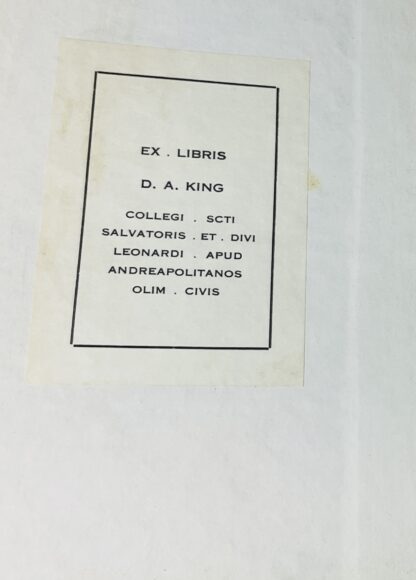 EX . LIBRIS
D. A. KING
COLLEGI . SCTI
SALVATORIS . ET . DIVI
LEONARDI . APUD
ANDREAPOLITANOS
OLIM . CIVIS